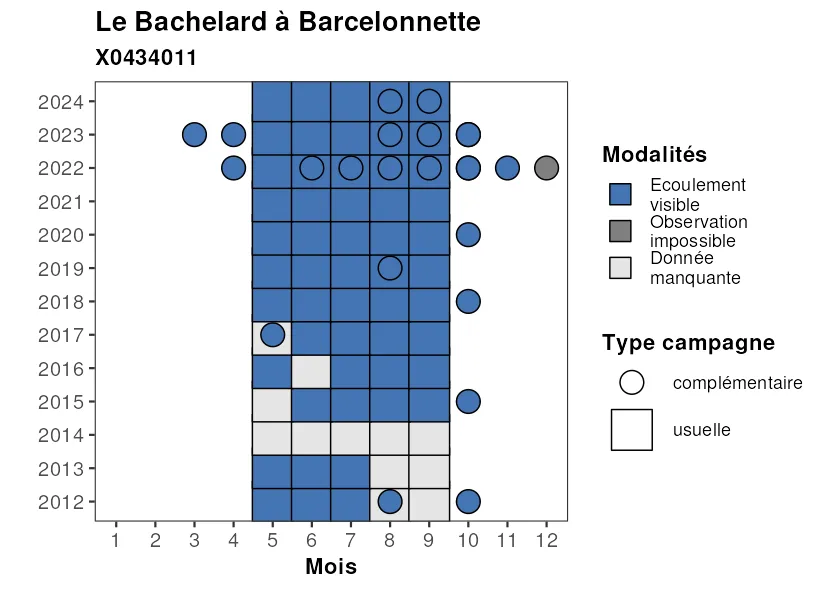 Le Bachelard à Barcelonnette
X0434011
2024
2023
2022
2021
2020
2019
2018
2017
2016
2015
2014
2013
2012
1 2 3 4 5 6 7 8 9 10 11 12
Mois
Modalités
Ecoulement
visible
Observation
impossible
Donnée
manquante
Type campagne
complémentaire
usuelle